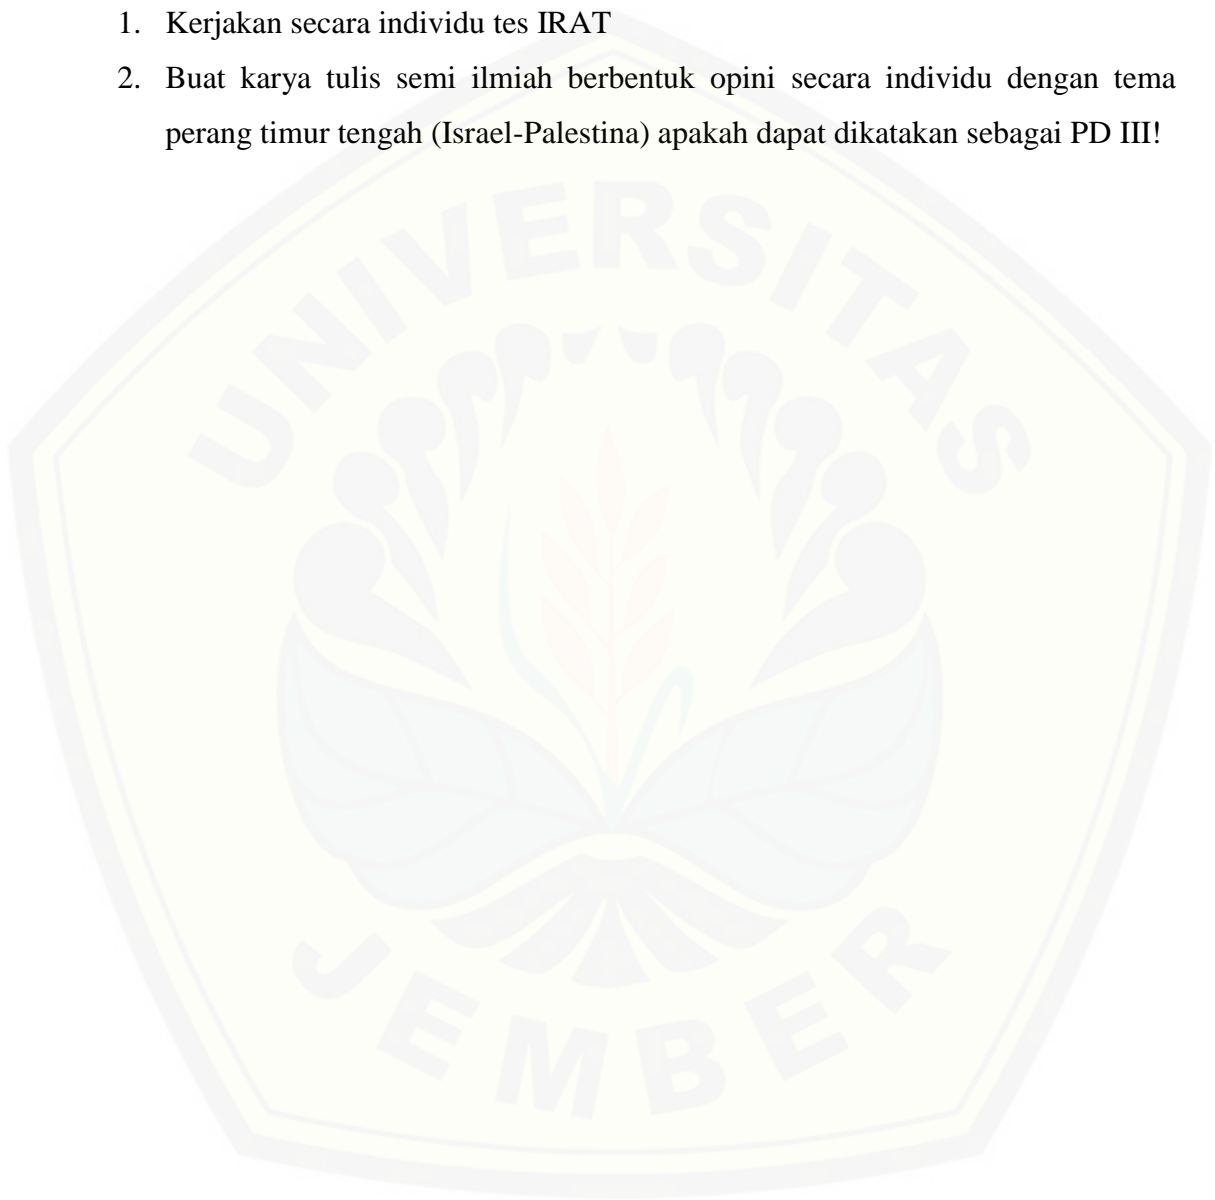 1. Kerjakan secara individu tes IRAT
2. Buat karya tulis semi ilmiah berbentuk opini secara individu dengan tema
perang timur tengah (Israel-Palestina) apakah dapat dikatakan sebagai PD III!
UNIVERSITAS
JEMBER